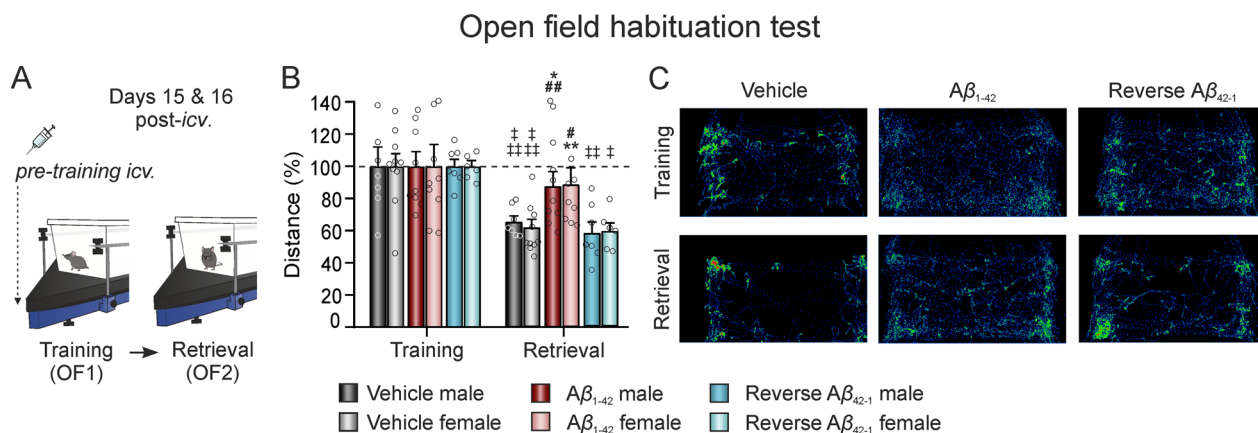 Open field habituation test
A
Days 15 & 16
post-icv.
pre-training icv.
Training
(OF1)
Retrieval
(OF2)
B
Distance (%)
140
120
100
80
60
40
20
0
‡
‡‡
‡
‡‡
*
##
#
**
‡‡
‡
Training
Retrieval
C
Vehicle
Aβ1-42
Reverse Aβ42-1
Training
Retrieval
Vehicle male
Aβ1-42 male
Reverse Aβ42-1 male
Vehicle female
Aβ1-42 female
Reverse Aβ42-1 female